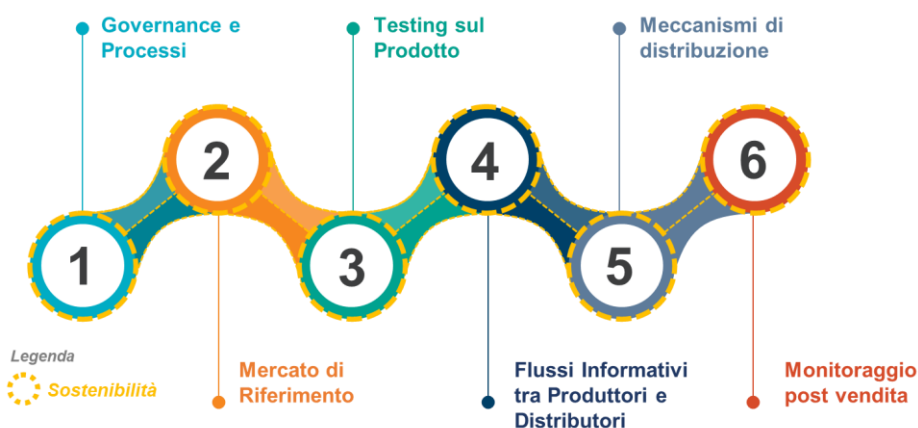 Governance e
Processi
Testing sul
Prodotto
Meccanismi di
distribuzione
2
4
6
1
3
5
Legenda
Sostenibilità
Mercato di
Riferimento
Flussi Informativi
tra Produttori e
Distributori
Monitoraggio
post vendita